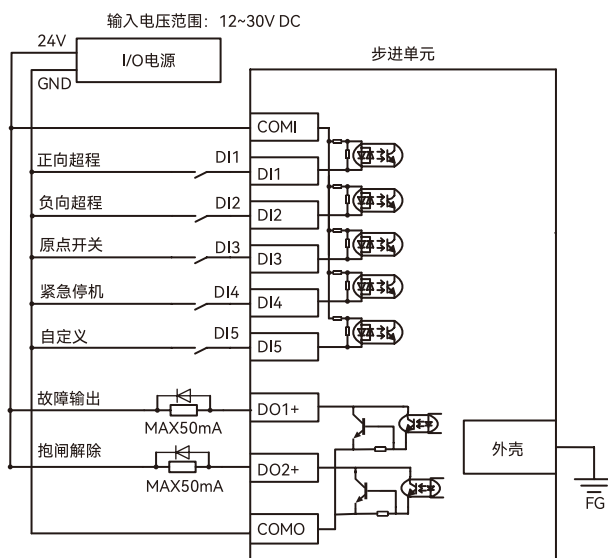 输入电压范围：12~30V DC
24V
I/O电源
GND
步进单元
COMI
正向超程
DI1
DI1
负向超程
DI2
DI2
原点开关
DI3
DI3
紧急停机
DI4
DI4
自定义
DI5
DI5
故障输出
MAX50mA
DO1+
抱闸解除
MAX50mA
DO2+
外壳
COMO
FG